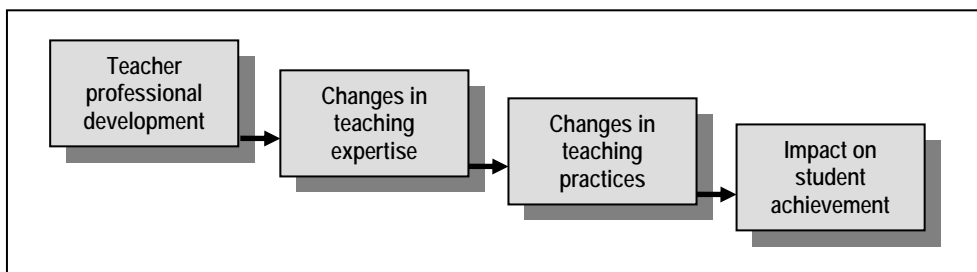 Teacher
professional
development
Changes in
teaching
expertise
Changes in
teaching
practices
Impact on
student
achievement